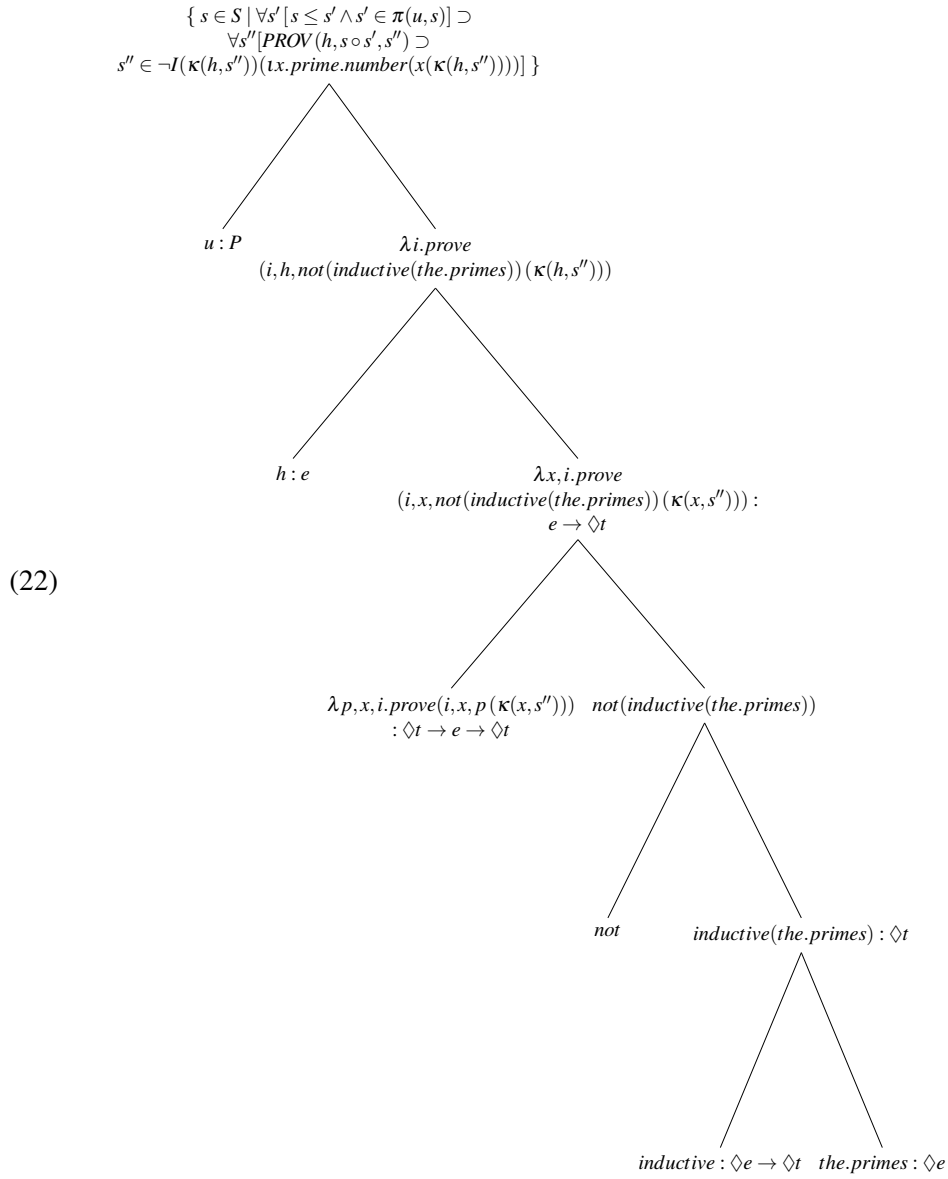 { s ∈ S | ∀s′ [s ≤ s′ ∧ s′ ∈ π(u,s)] ⊃
∀s″[PROV(h,s∘s′,s″) ⊃
s″ ∈ ¬I(κ(h,s″))(ιx.prime.number(x(κ(h,s″))))] }
u : P
λi.prove
(i,h,not(inductive(the.primes))(κ(h,s″)))
h : e
λx,i.prove
(i,x,not(inductive(the.primes))(κ(x,s″))) :
e → ◊t
(22)
λp,x,i.prove(i,x,p(κ(x,s″)))
: ◊t → e → ◊t
not(inductive(the.primes))
not
inductive(the.primes) : ◊t
inductive : ◊e → ◊t
the.primes : ◊e